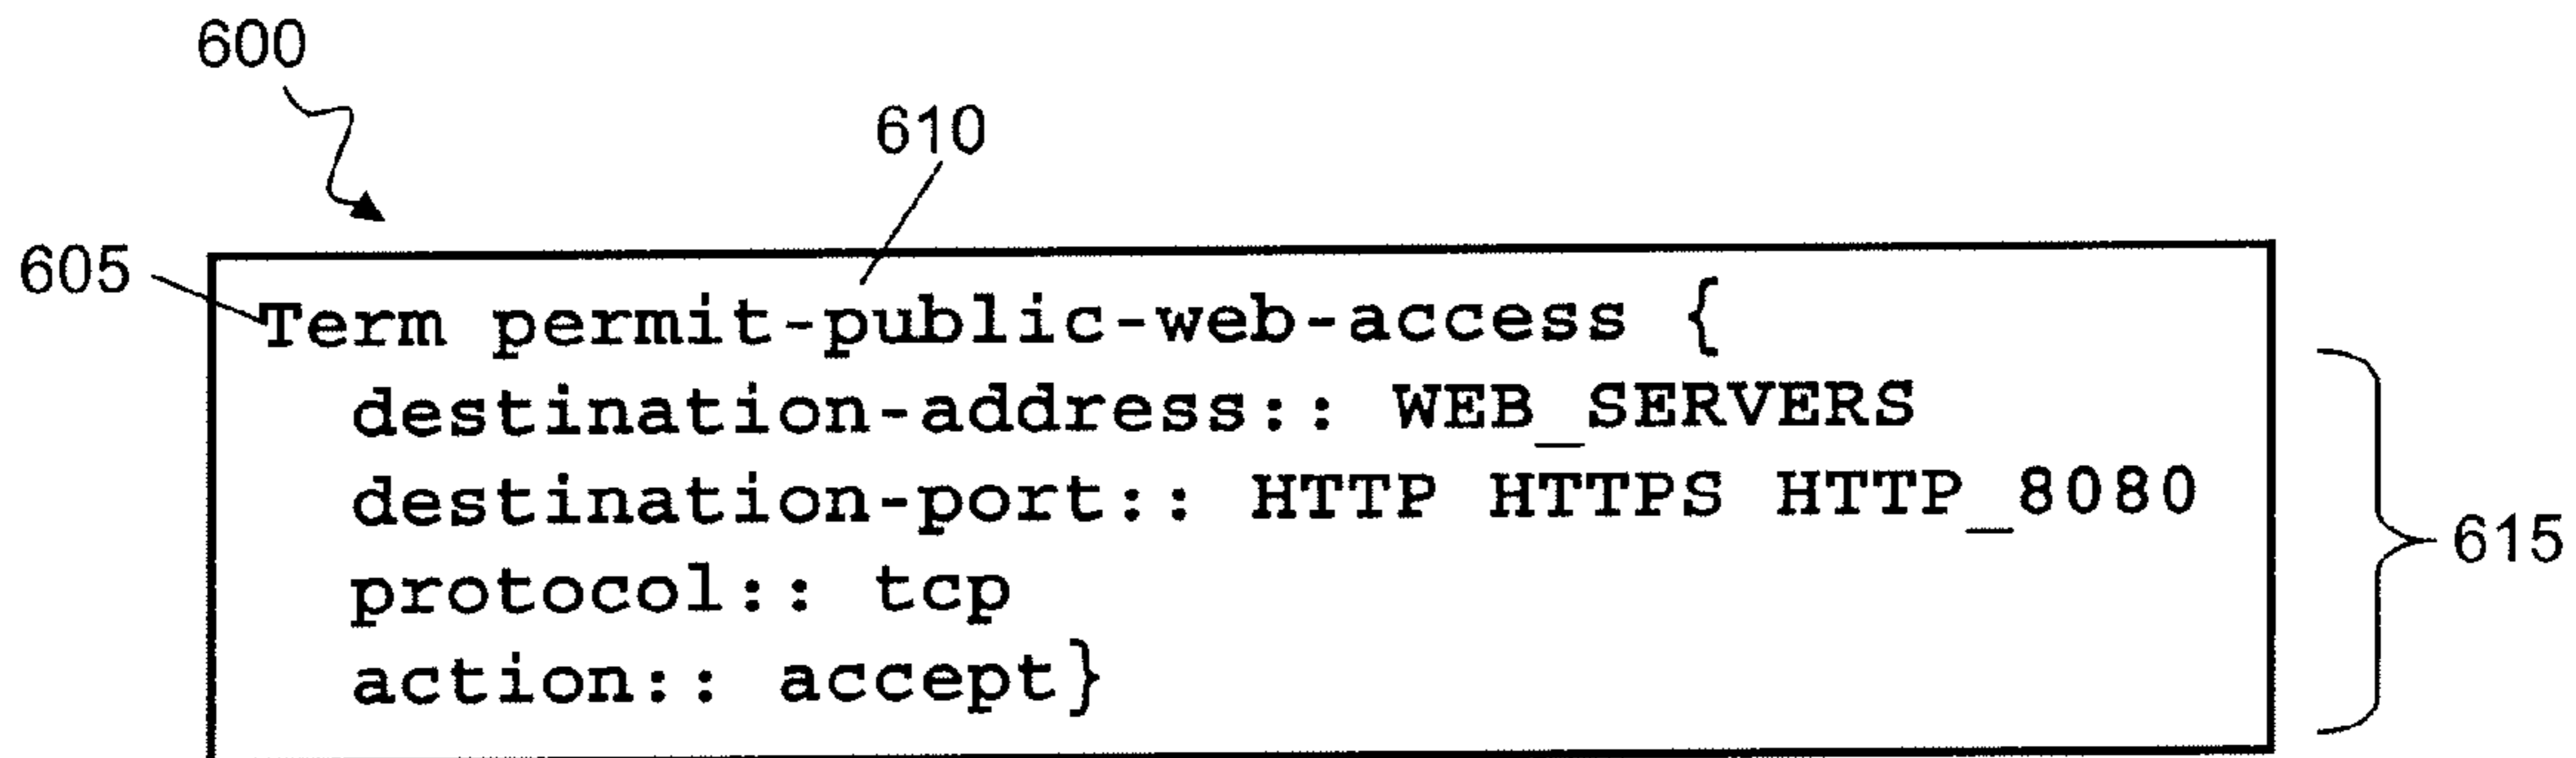 600
610
605
Term permit-public-web-access {
destination-address:: WEB_SERVERS
destination-port:: HTTP HTTPS HTTP_8080
615
protocol:: tcp
action:: accept}